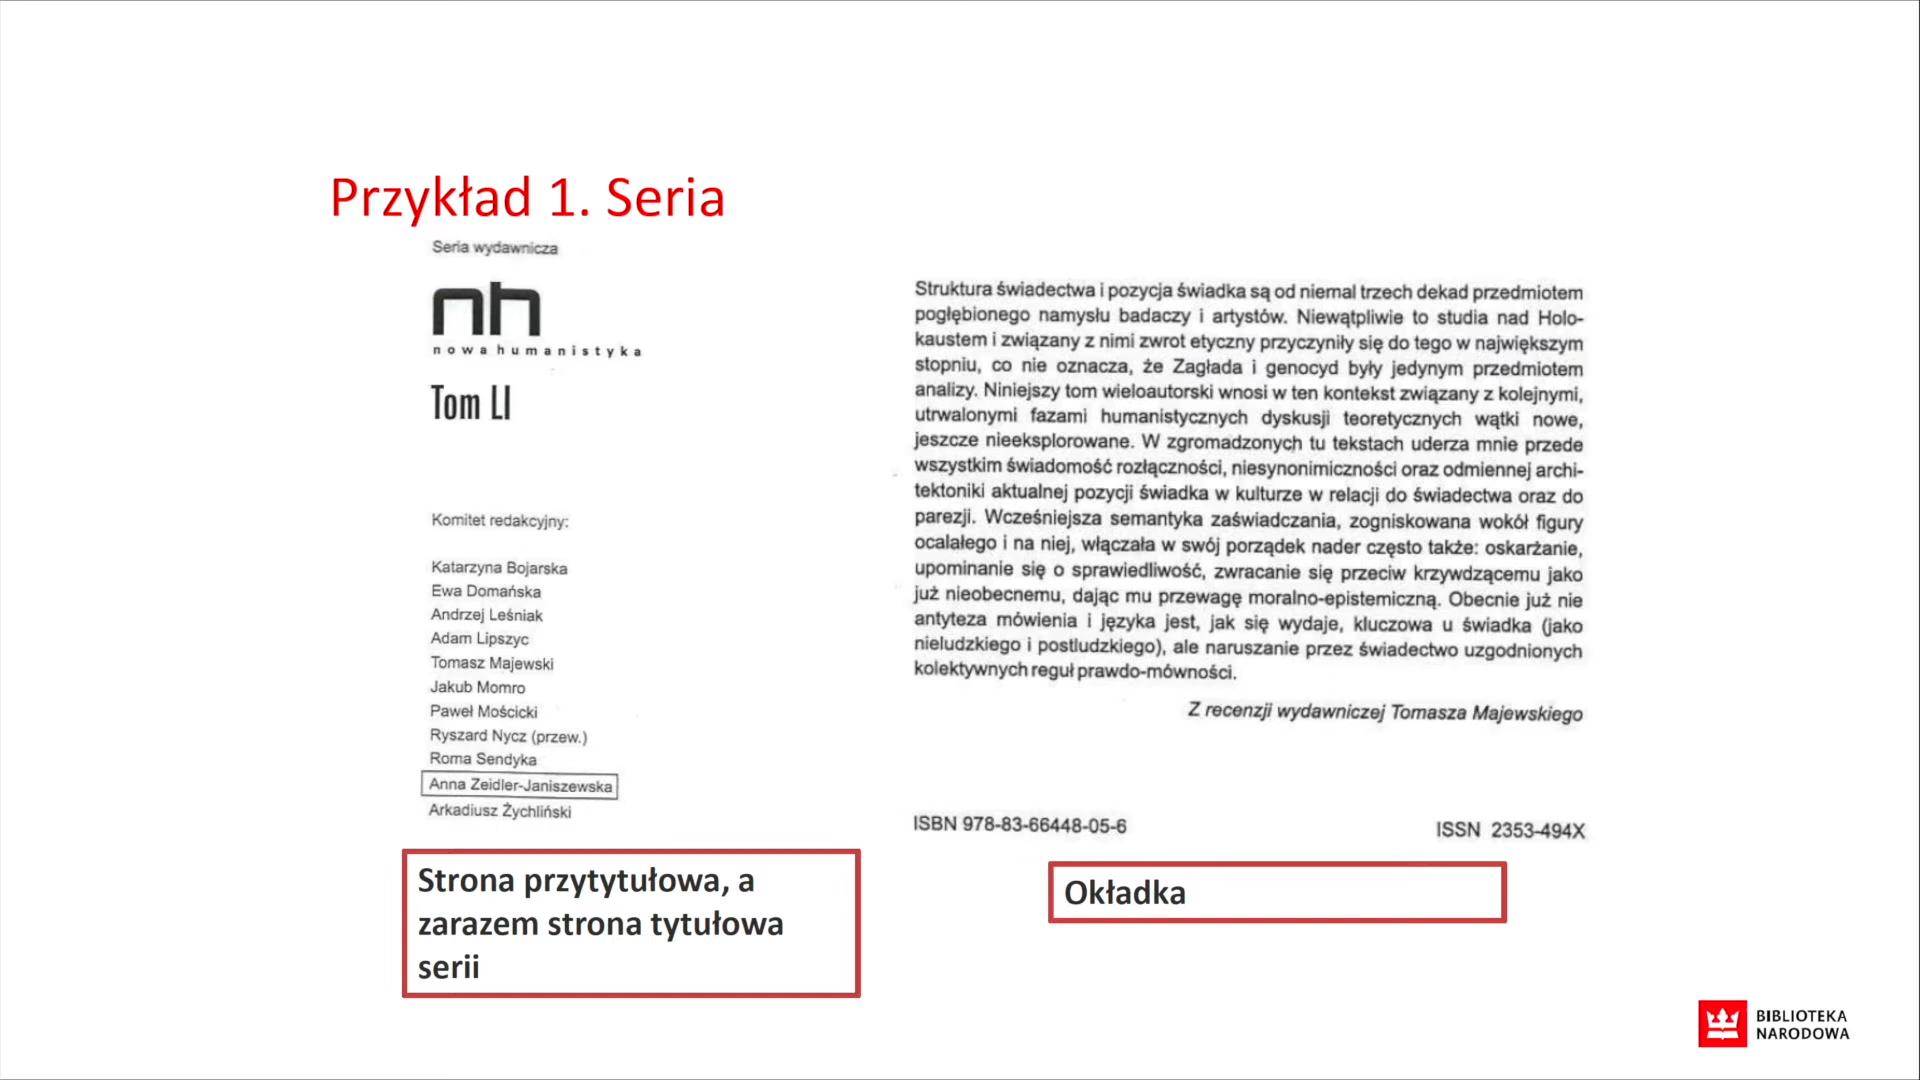 Przykład 1. Seria
Seria wydawnicza
nh
nowahumanistyka
Tom LI
Komitet redakcyjny:
Katarzyna Bojarska
Ewa Domańska
Andrzej Leśniak
Adam Lipszyc
Tomasz Majewski
Jakub Momro
Paweł Mościcki
Ryszard Nycz (przew.)
Roma Sendyka
Anna Zeidler-Janiszewska
Arkadiusz Żychliński
Strona przytytułowa, a
zarazem strona tytułowa
serii
Struktura świadectwa i pozycja świadka są od niemal trzech dekad przedmiotem
pogłębionego namysłu badaczy i artystów. Niewątpliwie to studia nad Holo-
kaustem i związany z nimi zwrot etyczny przyczyniły się do tego w największym
stopniu, co nie oznacza, że Zagłada i genocyd były jedynym przedmiotem
analizy. Niniejszy tom wieloautorski wnosi w ten kontekst związany z kolejnymi,
utrwalonymi fazami humanistycznych dyskusji teoretycznych wątki nowe,
jeszcze nieeksplorowane. W zgromadzonych tu tekstach uderza mnie przede
wszystkim świadomość rozłączności, niesynonimiczności oraz odmiennej archi-
tektoniki aktualnej pozycji świadka w kulturze w relacji do świadectwa oraz do
parezji. Wcześniejsza semantyka zaświadczania, zogniskowana wokół figury
ocalałego i na niej, włączała w swój porządek nader często także: oskarżanie,
upominanie się o sprawiedliwość, zwracanie się przeciw krzywdzącemu jako
już nieobecnemu, dając mu przewagę moralno-epistemiczną. Obecnie już nie
antyteza mówienia i języka jest, jak się wydaje, kluczowa u świadka (jako
nieludzkiego i postludzkiego), ale naruszanie przez świadectwo uzgodnionych
kolektywnych reguł prawdo-mówności.
Z recenzji wydawniczej Tomasza Majewskiego
ISBN 978-83-66448-05-6
ISSN 2353-494X
Okładka
BIBLIOTEKA
NARODOWA